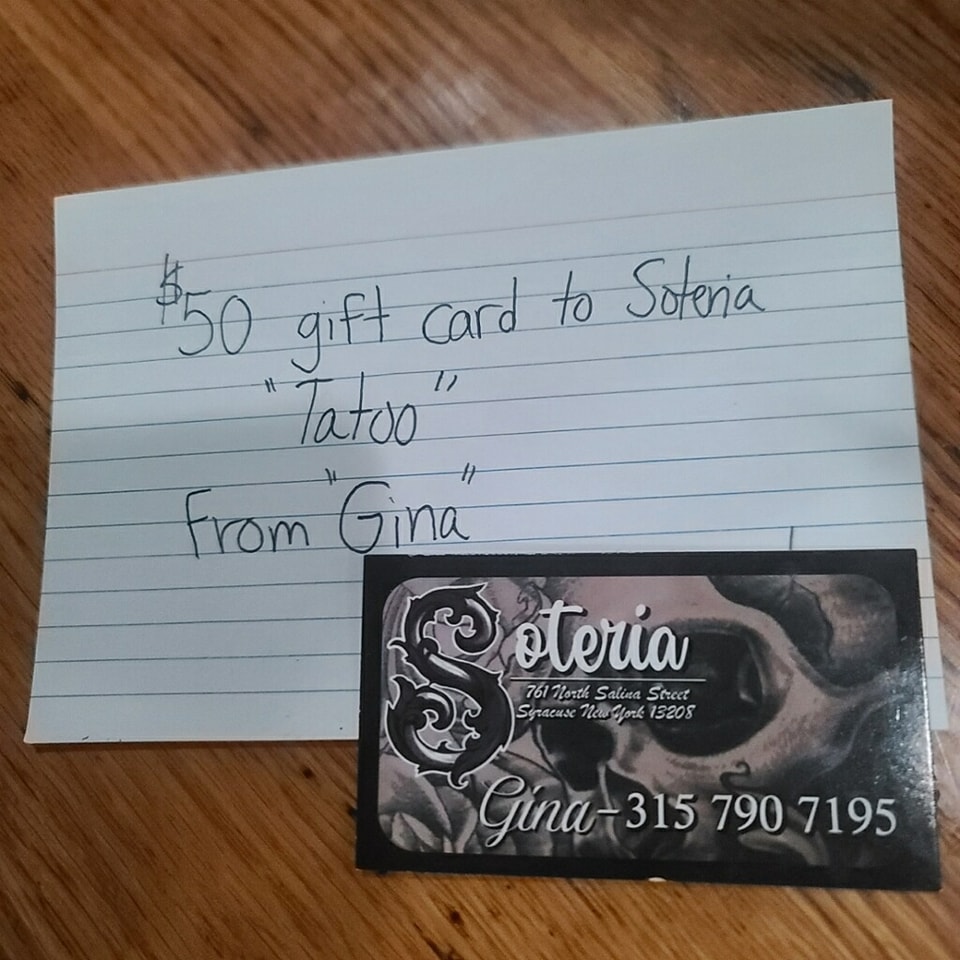 $50 gift card to Soteria
"Tatoo"
From "Gina"
Soteria
761 North Salina Street
Syracuse New York 13208
Gina-315 790 7195